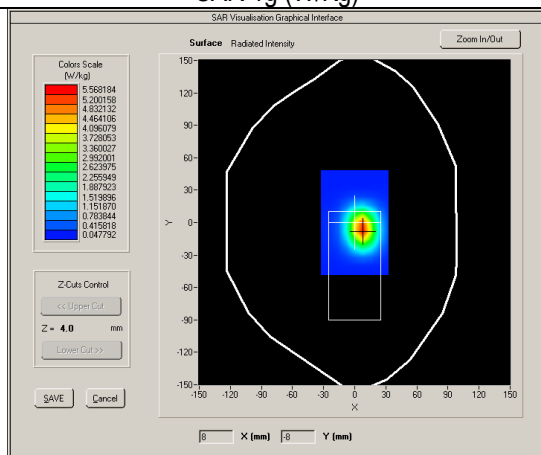 SAR 1g (W/Kg)
SAR Visualisation Graphical Interface
Colors Scale
(W/kg)
5.568184
5.200158
4.832132
4.464106
4.096079
3.728053
3.360027
2.992001
2.623975
2.255949
1.887923
1.519896
1.151870
0.783844
0.415818
0.047792
Z-Cuts Control
<< Upper Cut
Z = 4.0 mm
Lower Cut >>
SAVE Cancel
Surface Radiated Intensity
Zoom In/Out
150
120
90
60
30
0
-30
-60
-90
-120
-150
Y
-150 -120 -90 -60 -30 0 30 60 90 120 150
X
8 X (mm) -8 Y (mm)